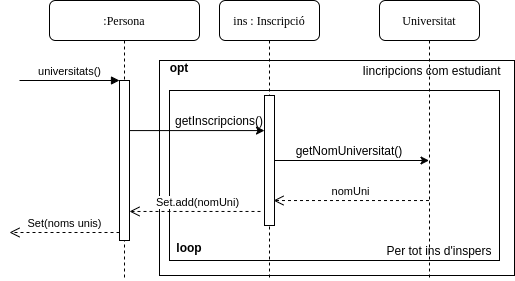 :Persona
ins : Inscripció
Universitat
opt
Iincripcions com estudiant
universitats()
getInscripcions()
getNomUniversitat()
nomUni
Set.add(nomUni)
Set(noms unis)
loop
Per tot ins d'inspers